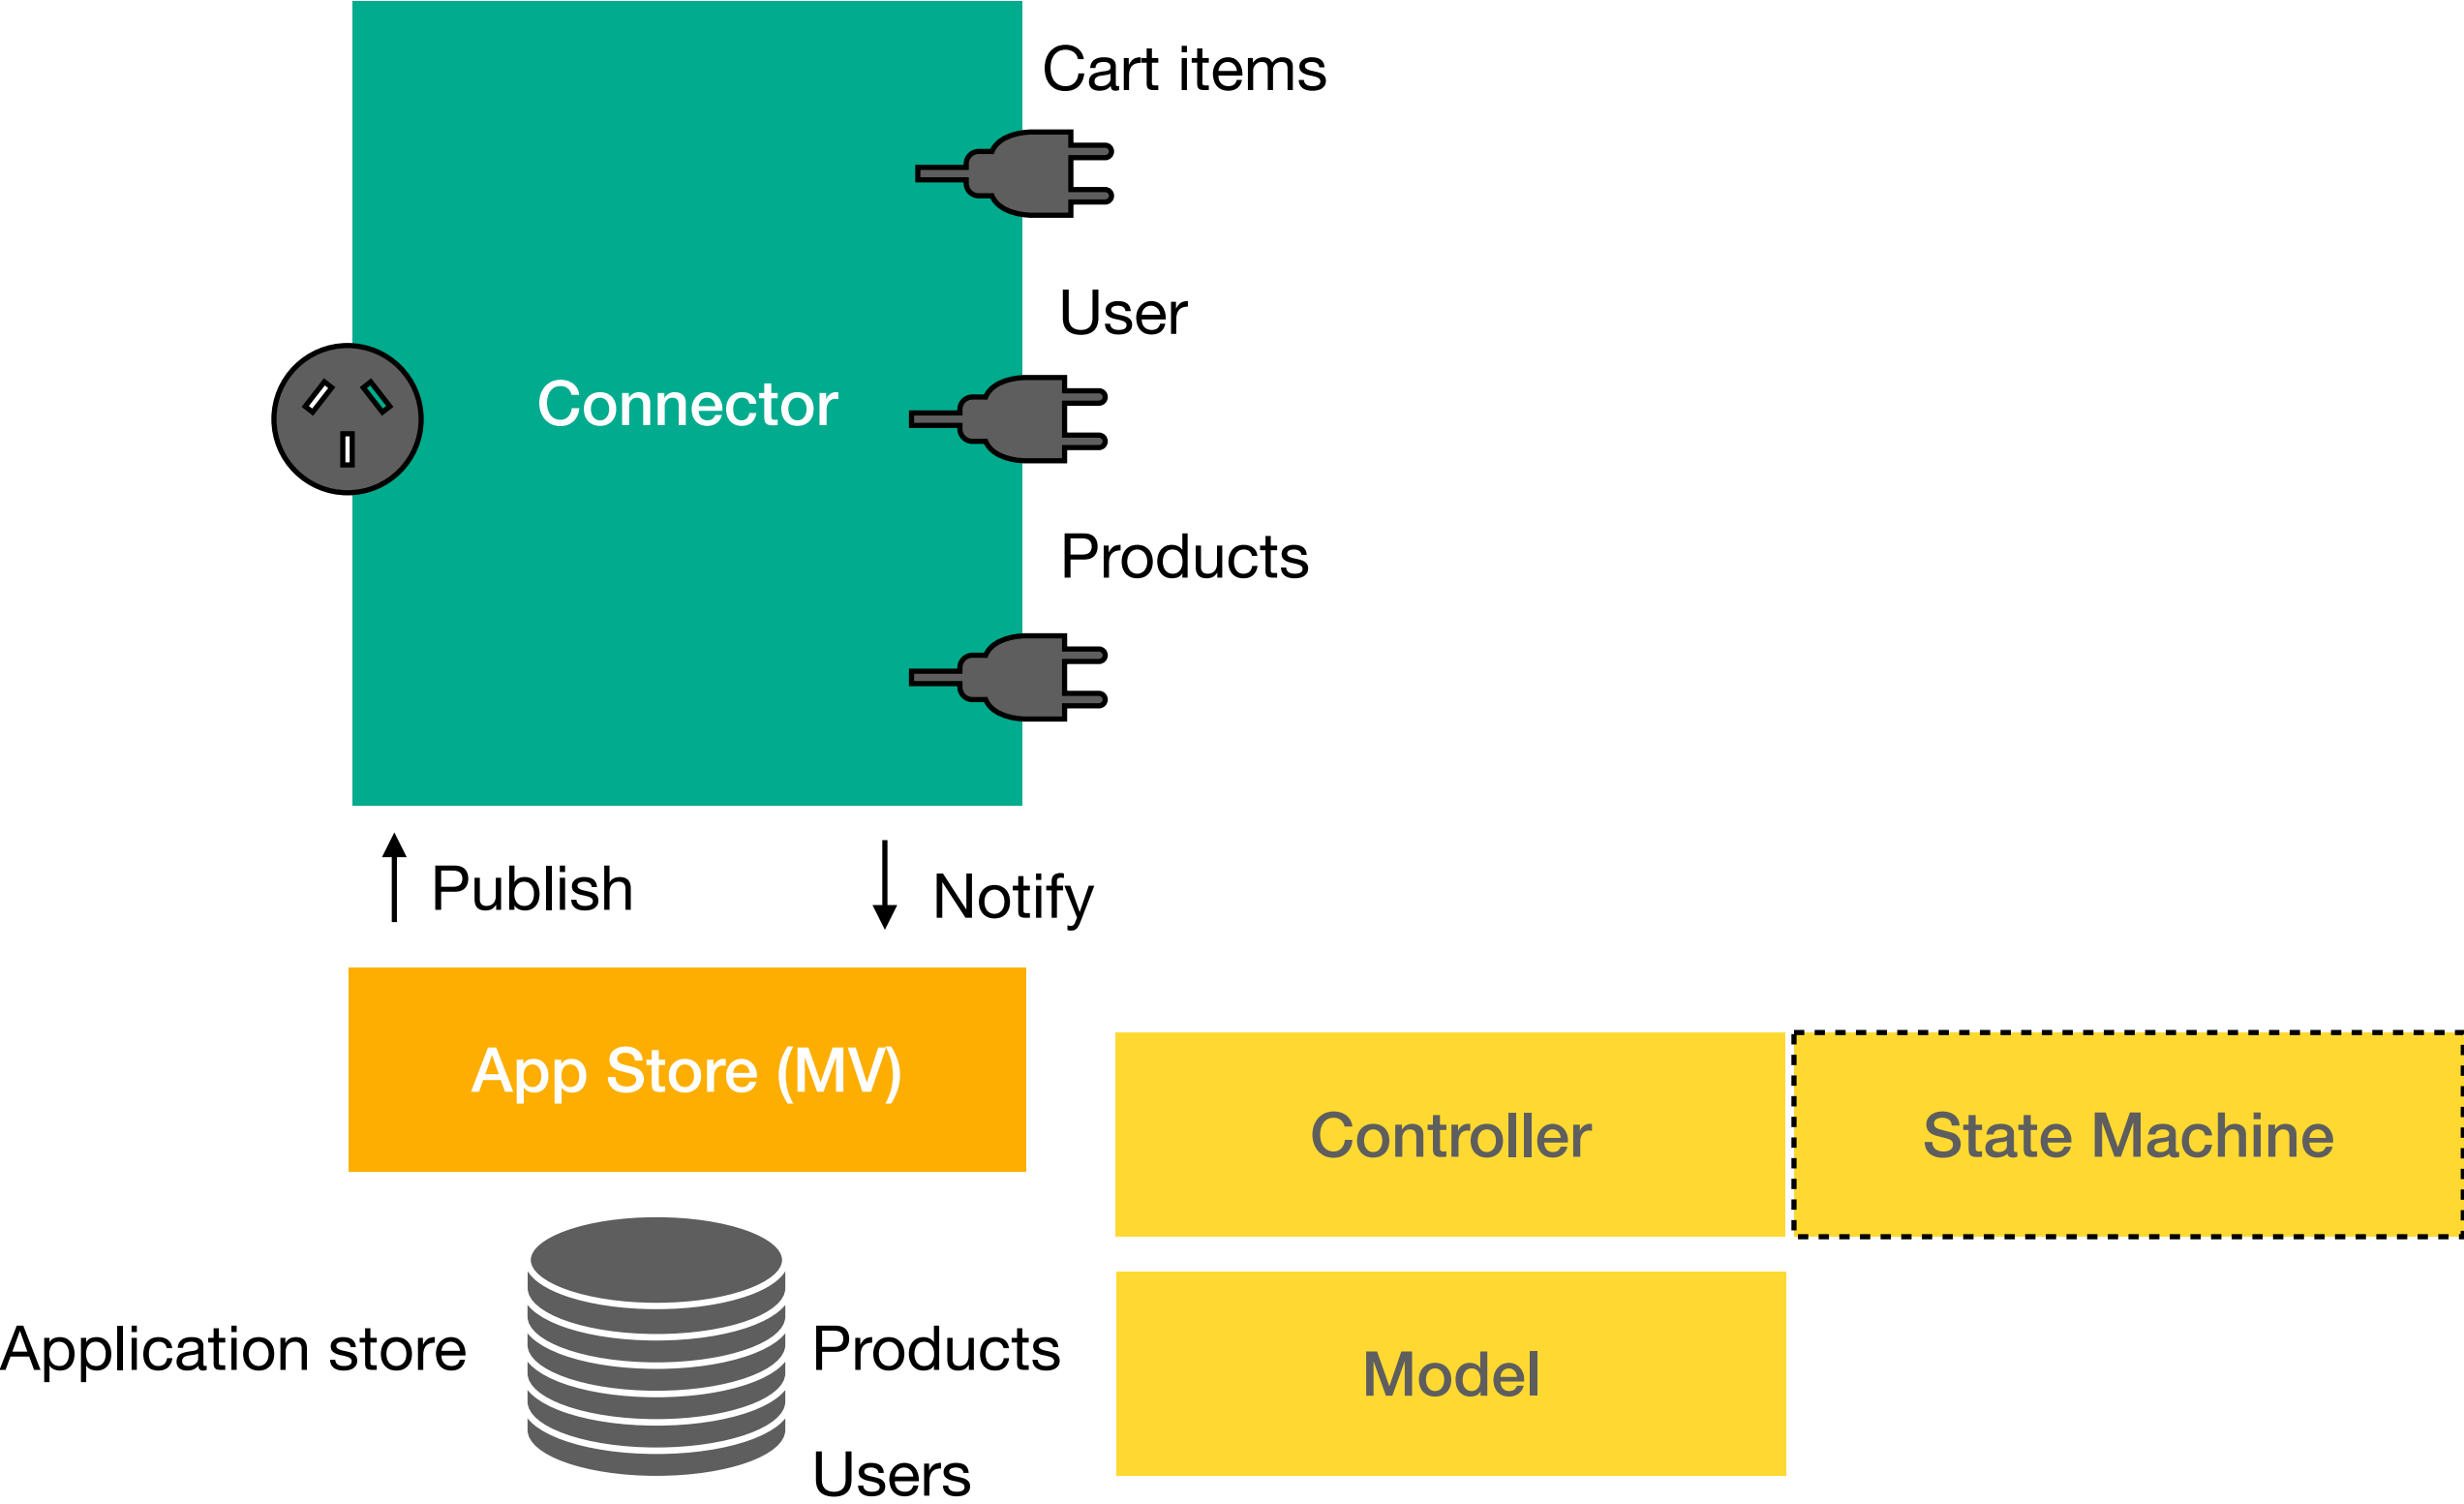 Cart items
User
Connector
Products
Publish
Notify
App Store (MV)
Controller
State Machine
Application store
Products
Model
Users